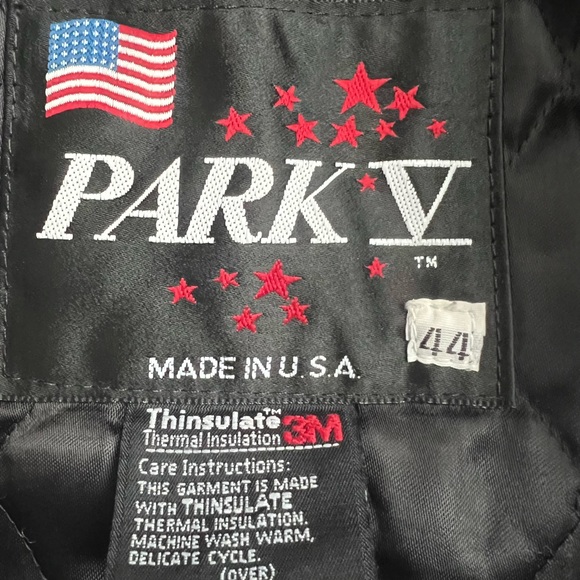 PARK V
TM
44
MADE IN U.S.A.
Thinsulate™ 3M
Thermal Insulation
Care Instructions:
THIS GARMENT IS MADE
WITH THINSULATE
THERMAL INSULATION.
MACHINE WASH WARM,
DELICATE CYCLE.
(OVER)